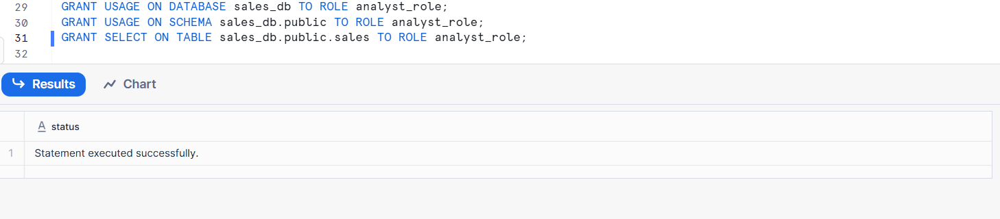 29 GRANT USAGE ON DATABASE sales_db TO ROLE analyst_role;
30 GRANT USAGE ON SCHEMA sales_db.public TO ROLE analyst_role;
31 GRANT SELECT ON TABLE sales_db.public.sales TO ROLE analyst_role;
32
Results Chart
A status
1 Statement executed successfully.